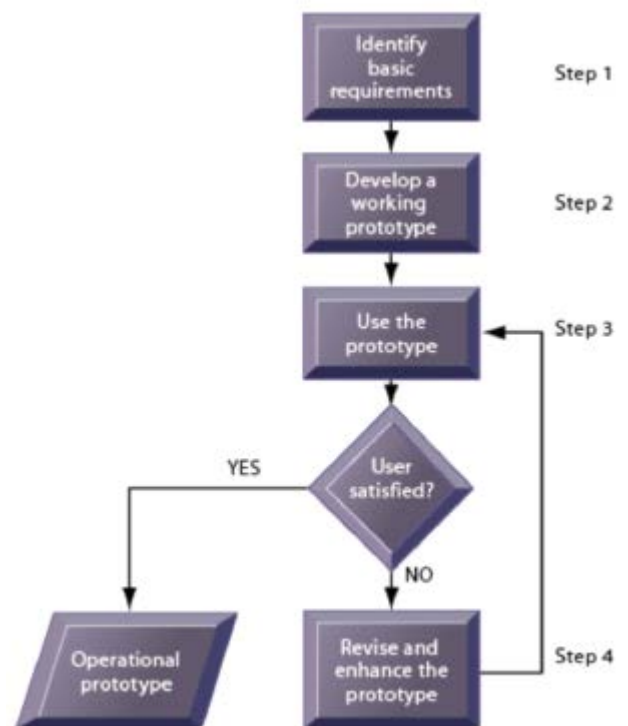 Identify
basic
requirements
Step 1
Develop a
working
prototype
Step 2
Use the
prototype
Step 3
User
satisfied?
YES
NO
Operational
prototype
Revise and
enhance the
prototype
Step 4